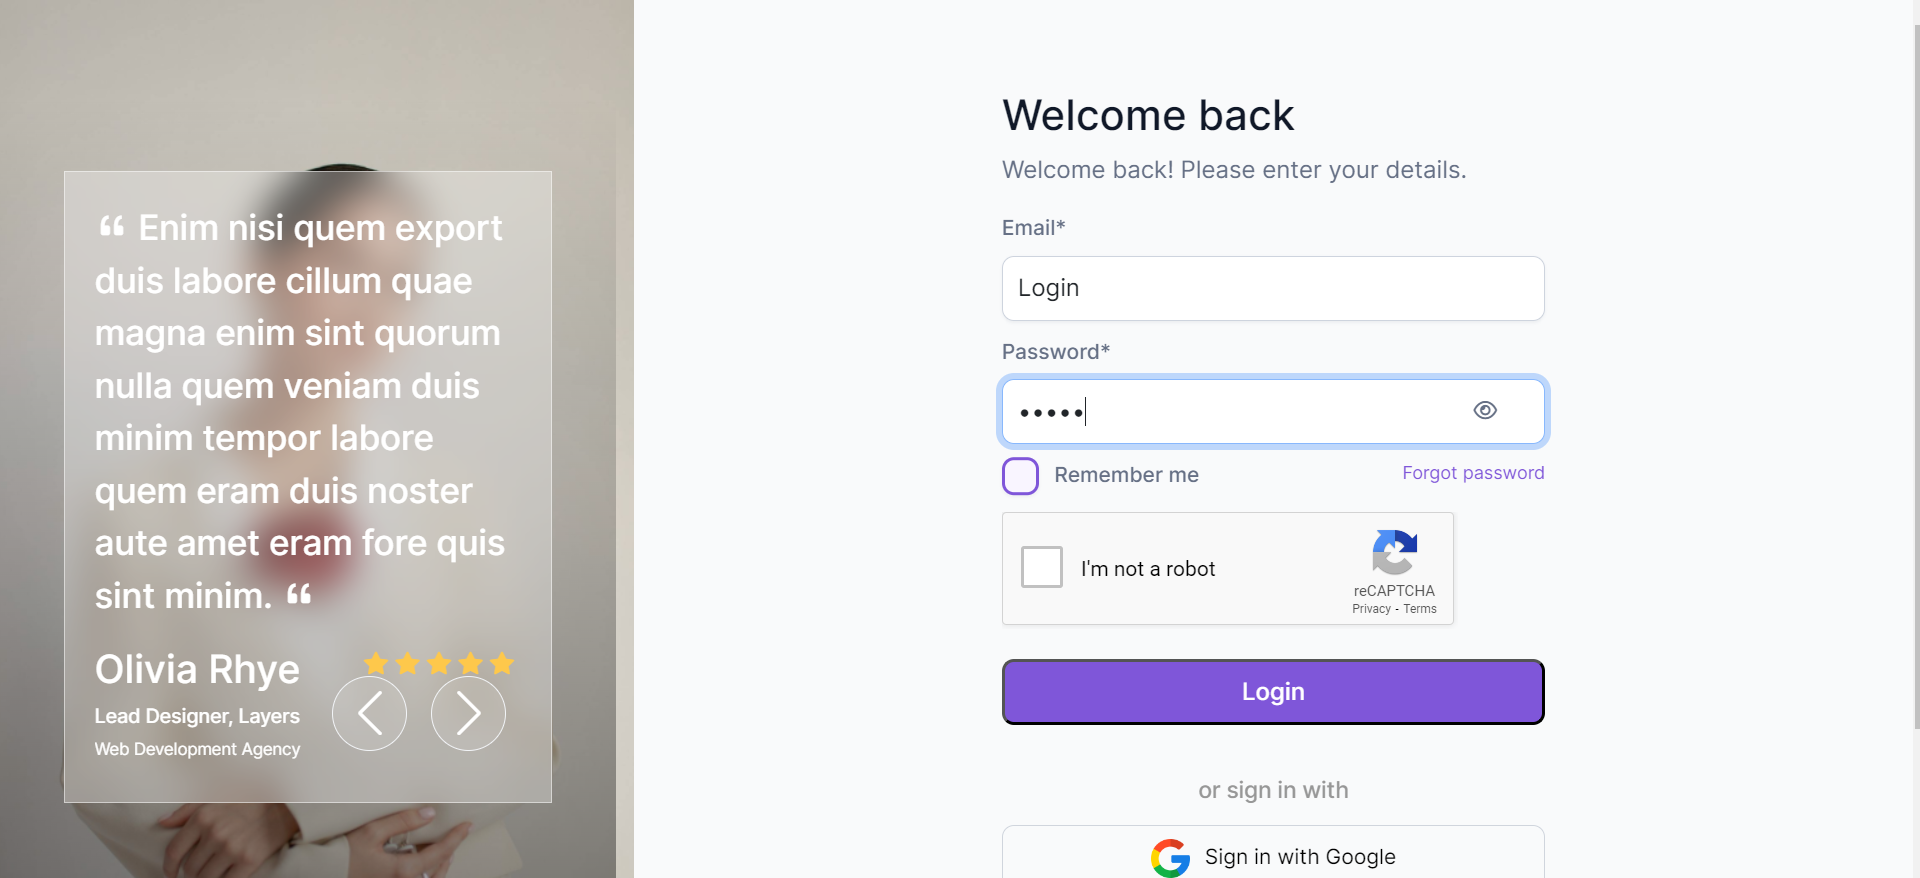 “ Enim nisi quem export
duis labore cillum quae
magna enim sint quorum
nulla quem veniam duis
minim tempor labore
quem eram duis noster
aute amet eram fore quis
sint minim. “
Olivia Rhye
Lead Designer, Layers
Web Development Agency
Welcome back
Welcome back! Please enter your details.
Email*
Login
Password*
•••••
Remember me
Forgot password
I'm not a robot
reCAPTCHA
Privacy - Terms
Login
or sign in with
Sign in with Google